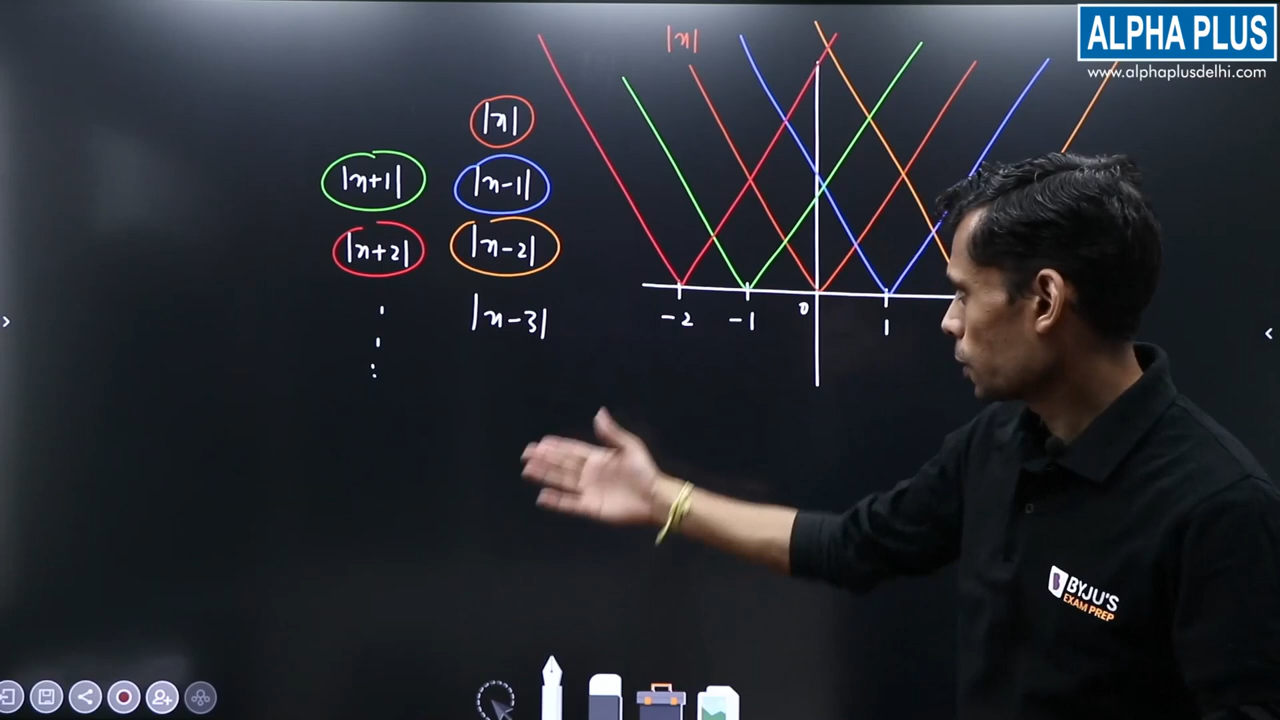 ALPHA PLUS
www.alphaplusdelhi.com
|x|
|x|
|x+1| |x-1|
|x+2| |x-2|
|x-3|
-2 -1 0 1
B BYJU'S
EXAM PREP